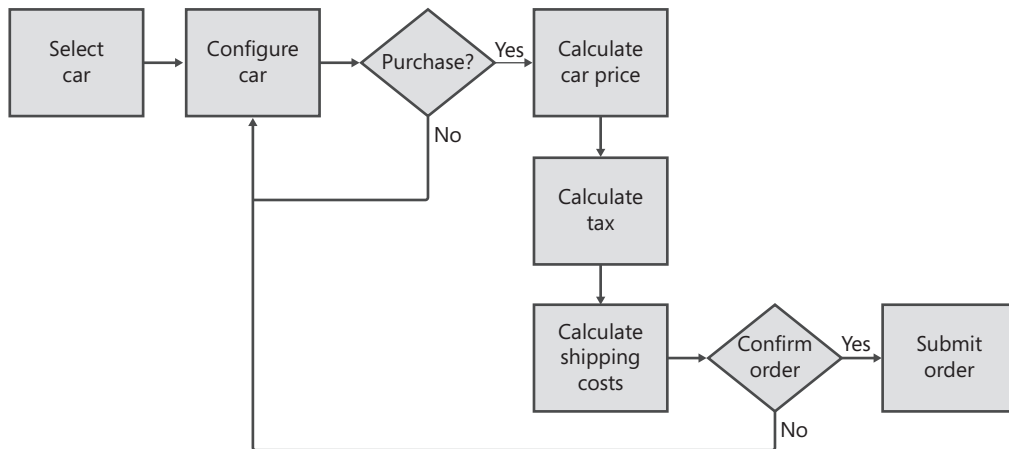 Select
car
Configure
car
Purchase?
Yes
No
Calculate
car price
Calculate
tax
Calculate
shipping
costs
Confirm
order
Yes
No
Submit
order